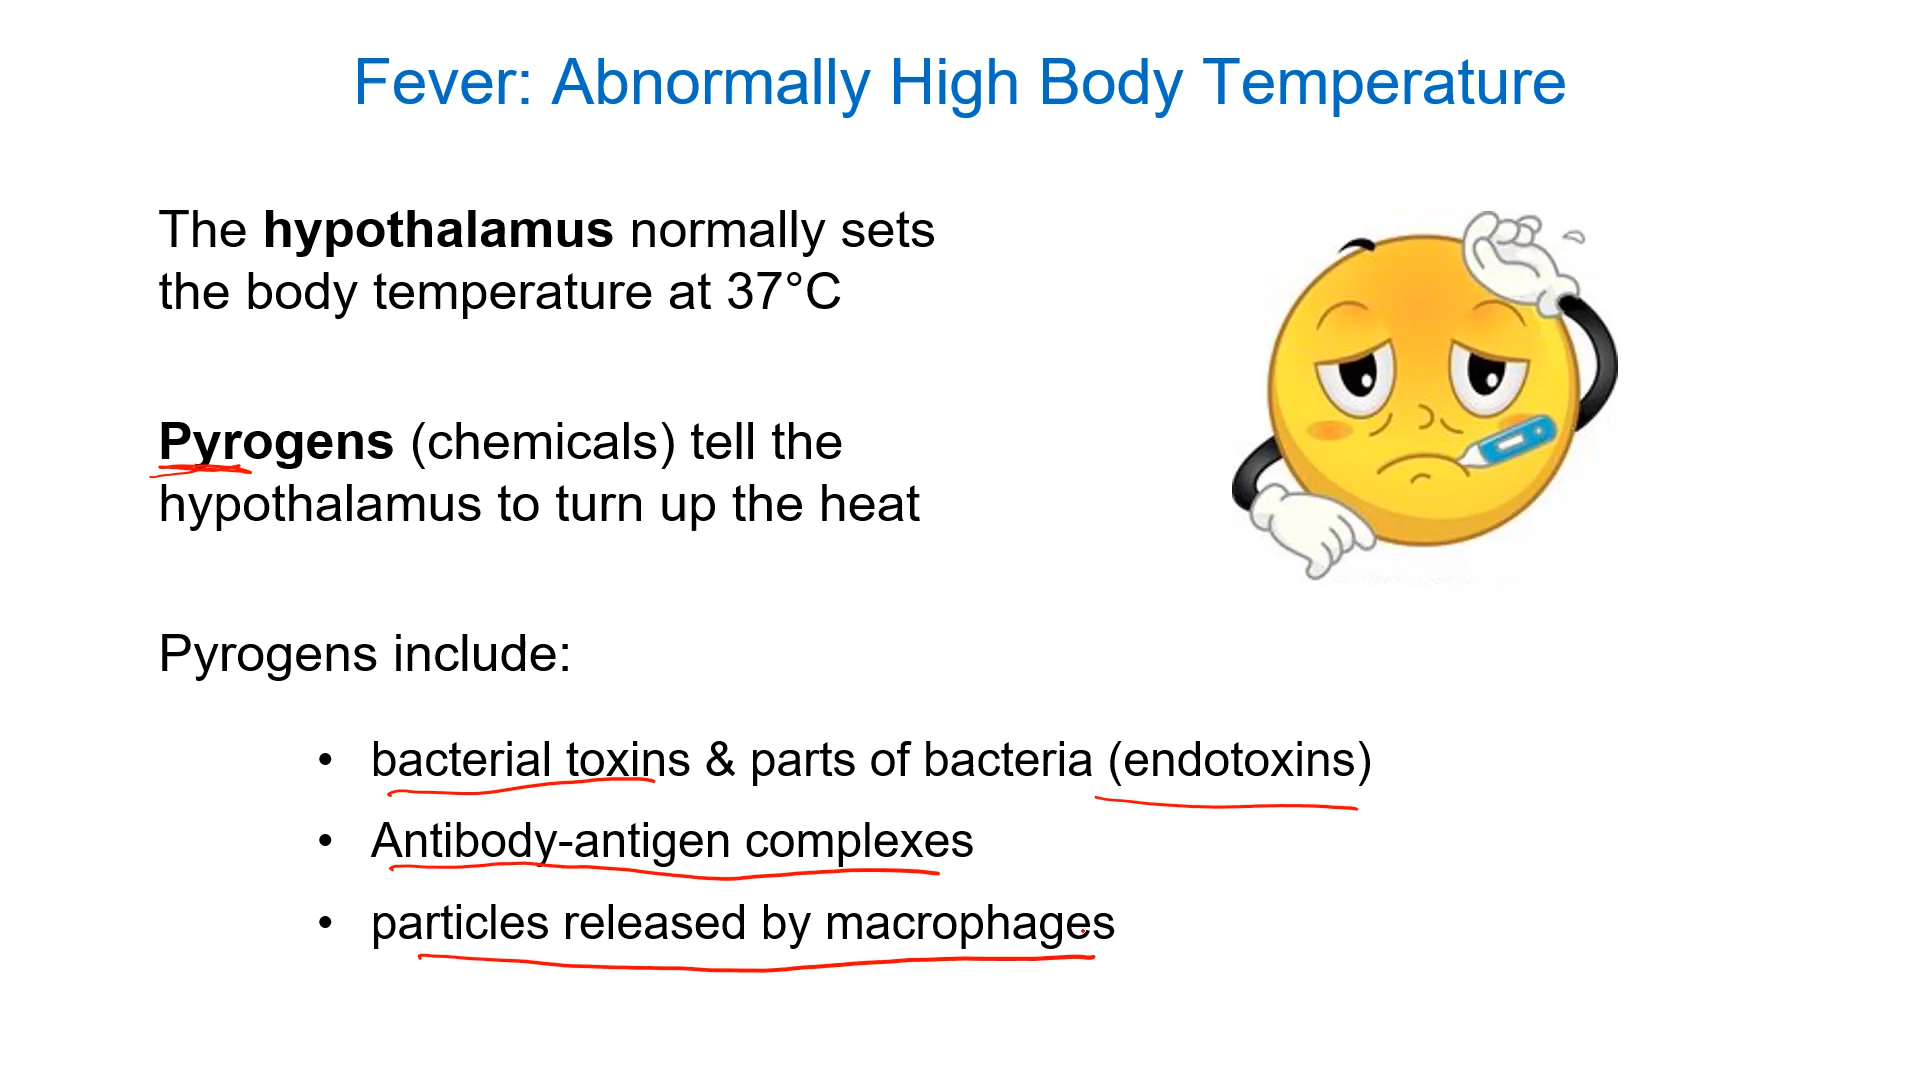 Fever: Abnormally High Body Temperature
The hypothalamus normally sets
the body temperature at 37°C
Pyrogens (chemicals) tell the
hypothalamus to turn up the heat
Pyrogens include:
• bacterial toxins & parts of bacteria (endotoxins)
• Antibody-antigen complexes
• particles released by macrophages